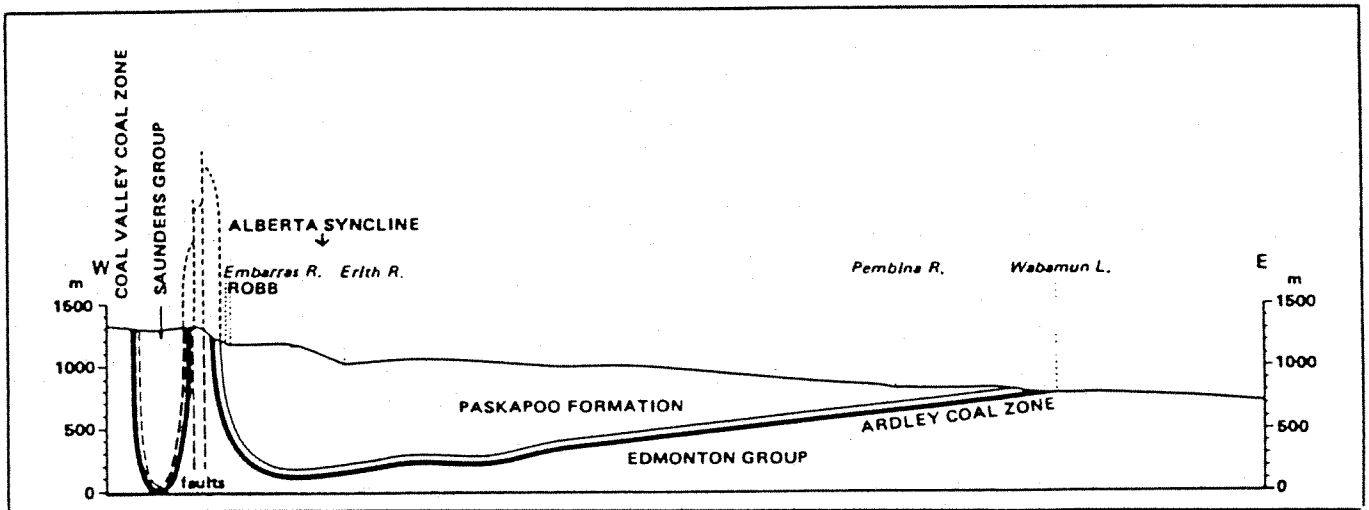 COAL VALLEY COAL ZONE
SAUNDERS GROUP
ALBERTA SYNCLINE
W
Embarras R. Erith R.
Pembina R.
Wabamun L.
E
ROBB
m
m
1500
1500
1000
1000
PASKAPOO FORMATION
ARDLEY COAL ZONE
500
500
EDMONTON GROUP
faults
0
0